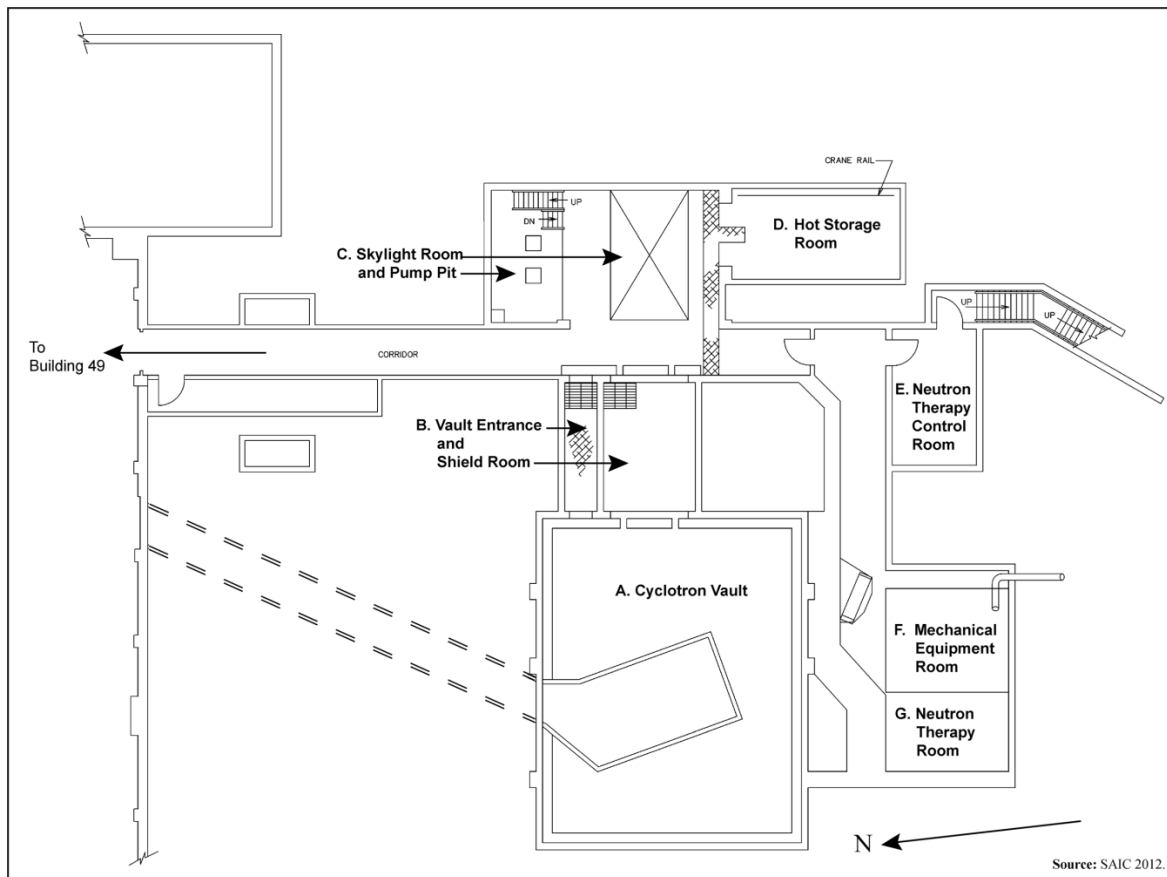 CRANE RAIL
UP
DN
D. Hot Storage
Room
C. Skylight Room
and Pump Pit
UP
UP
To
Building 49
CORRIDOR
E. Neutron
Therapy
Control
Room
B. Vault Entrance
and
Shield Room
A. Cyclotron Vault
F. Mechanical
Equipment
Room
G. Neutron
Therapy
Room
N
Source: SAIC 2012.